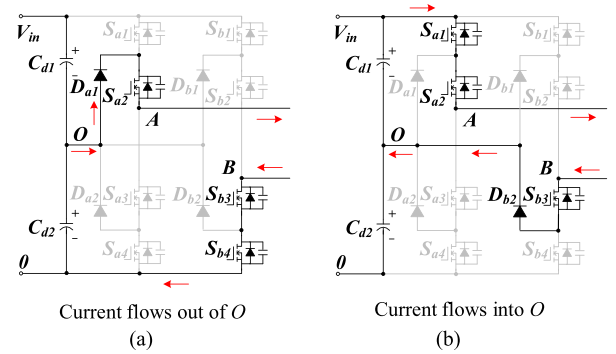 V_in S_a1 S_b1 V_in S_a1 S_b1
C_d1 + − D_a1 S_a2 D_b1 S_b2 C_d1 + − D_a1 S_a2 D_b1 S_b2
O A O A
B B
C_d2 + − D_a2 S_a3 D_b2 S_b3 C_d2 + − D_a2 S_a3 D_b2 S_b3
0 S_a4 S_b4 0 S_a4 S_b4
Current flows out of O Current flows into O
(a) (b)